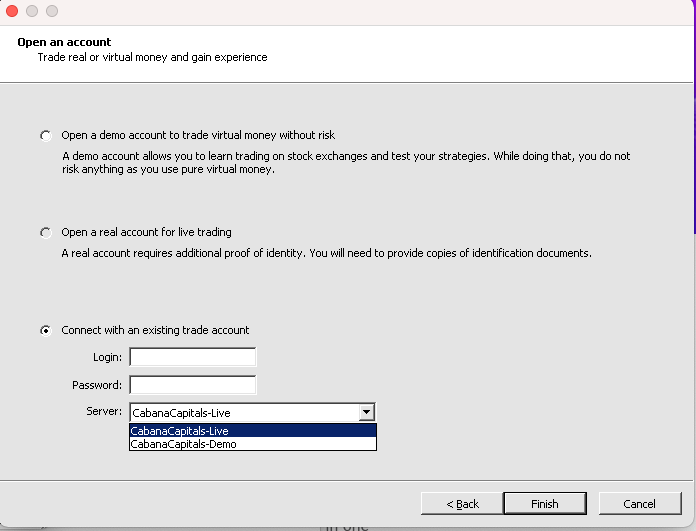 Open an account
Trade real or virtual money and gain experience
Open a demo account to trade virtual money without risk
A demo account allows you to learn trading on stock exchanges and test your strategies. While doing that, you do not
risk anything as you use pure virtual money.
Open a real account for live trading
A real account requires additional proof of identity. You will need to provide copies of identification documents.
Connect with an existing trade account
Login:
Password:
Server: CabanaCapitals-Live
CabanaCapitals-Live
CabanaCapitals-Demo
< Back Finish Cancel
in one